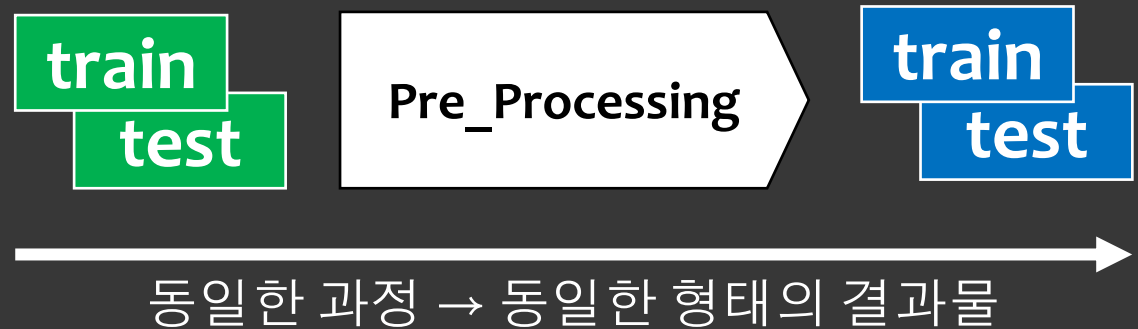 train
test
Pre_Processing
train
test
동일한 과정 → 동일한 형태의 결과물